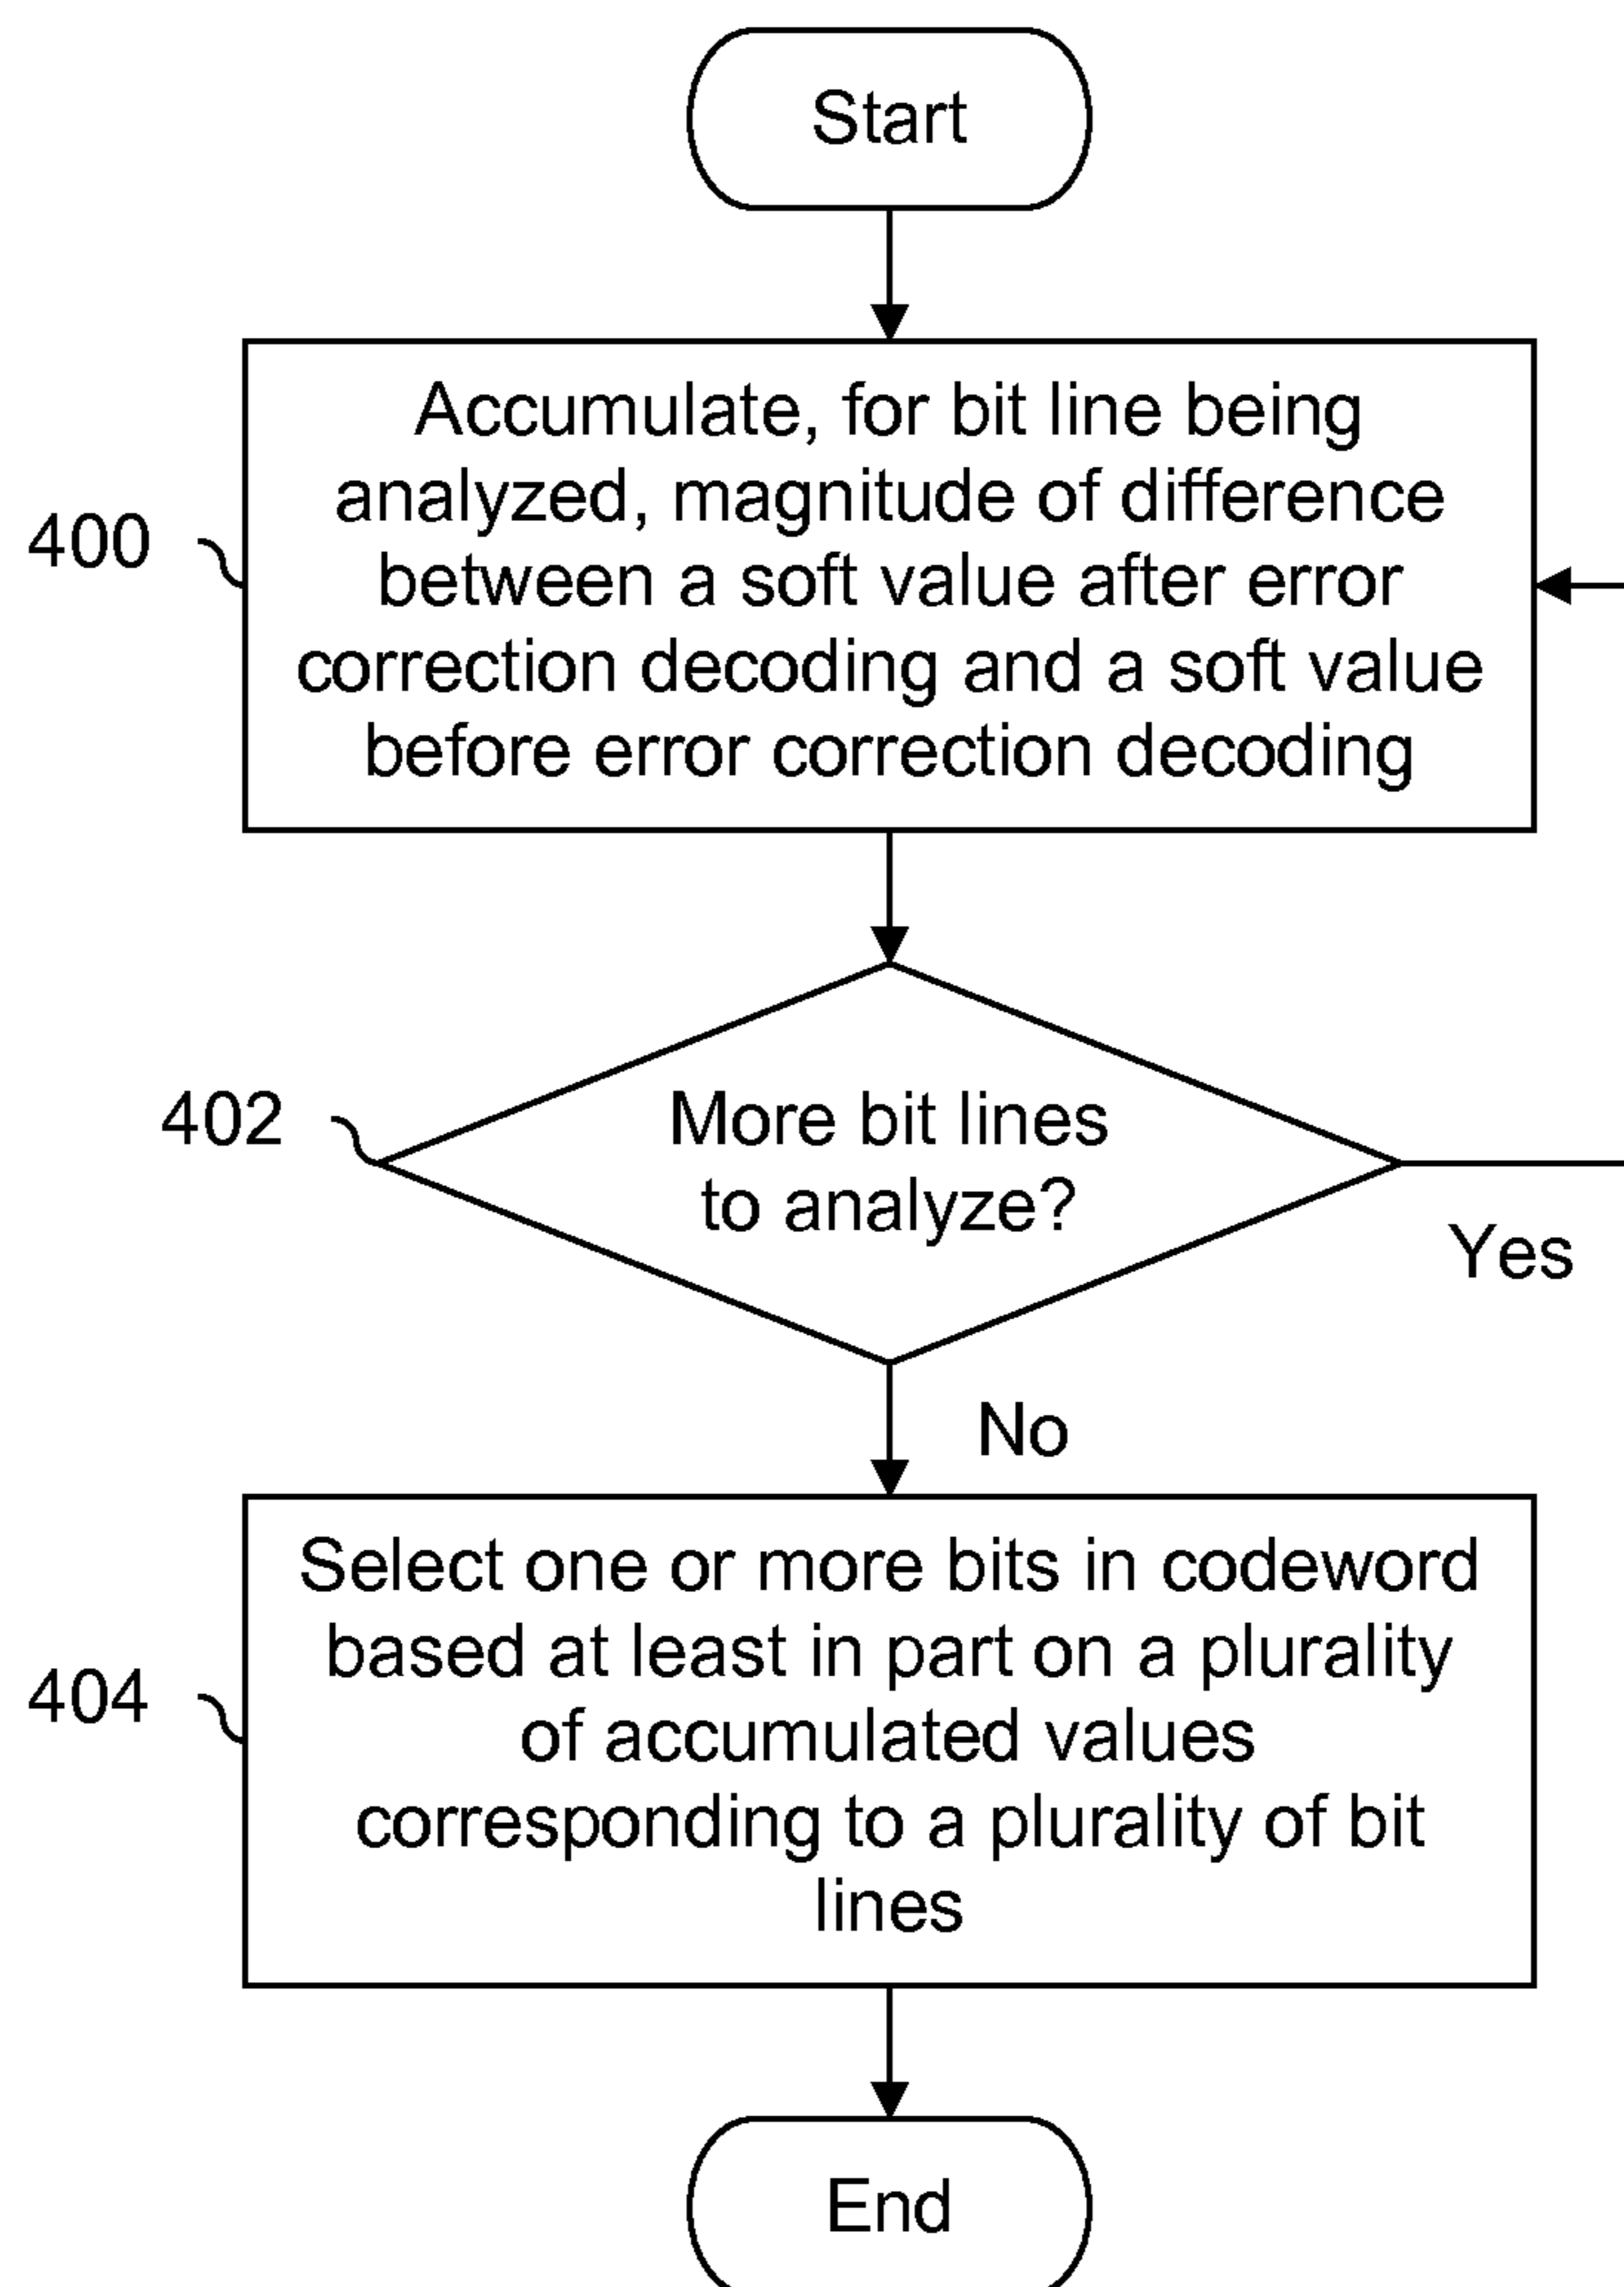 Start
Accumulate, for bit line being
analyzed, magnitude of difference
400
between a soft value after error
correction decoding and a soft value
before error correction decoding
402
More bit lines
to analyze?
Yes
No
Select one or more bits in codeword
based at least in part on a plurality
404
of accumulated values
corresponding to a plurality of bit
lines
End